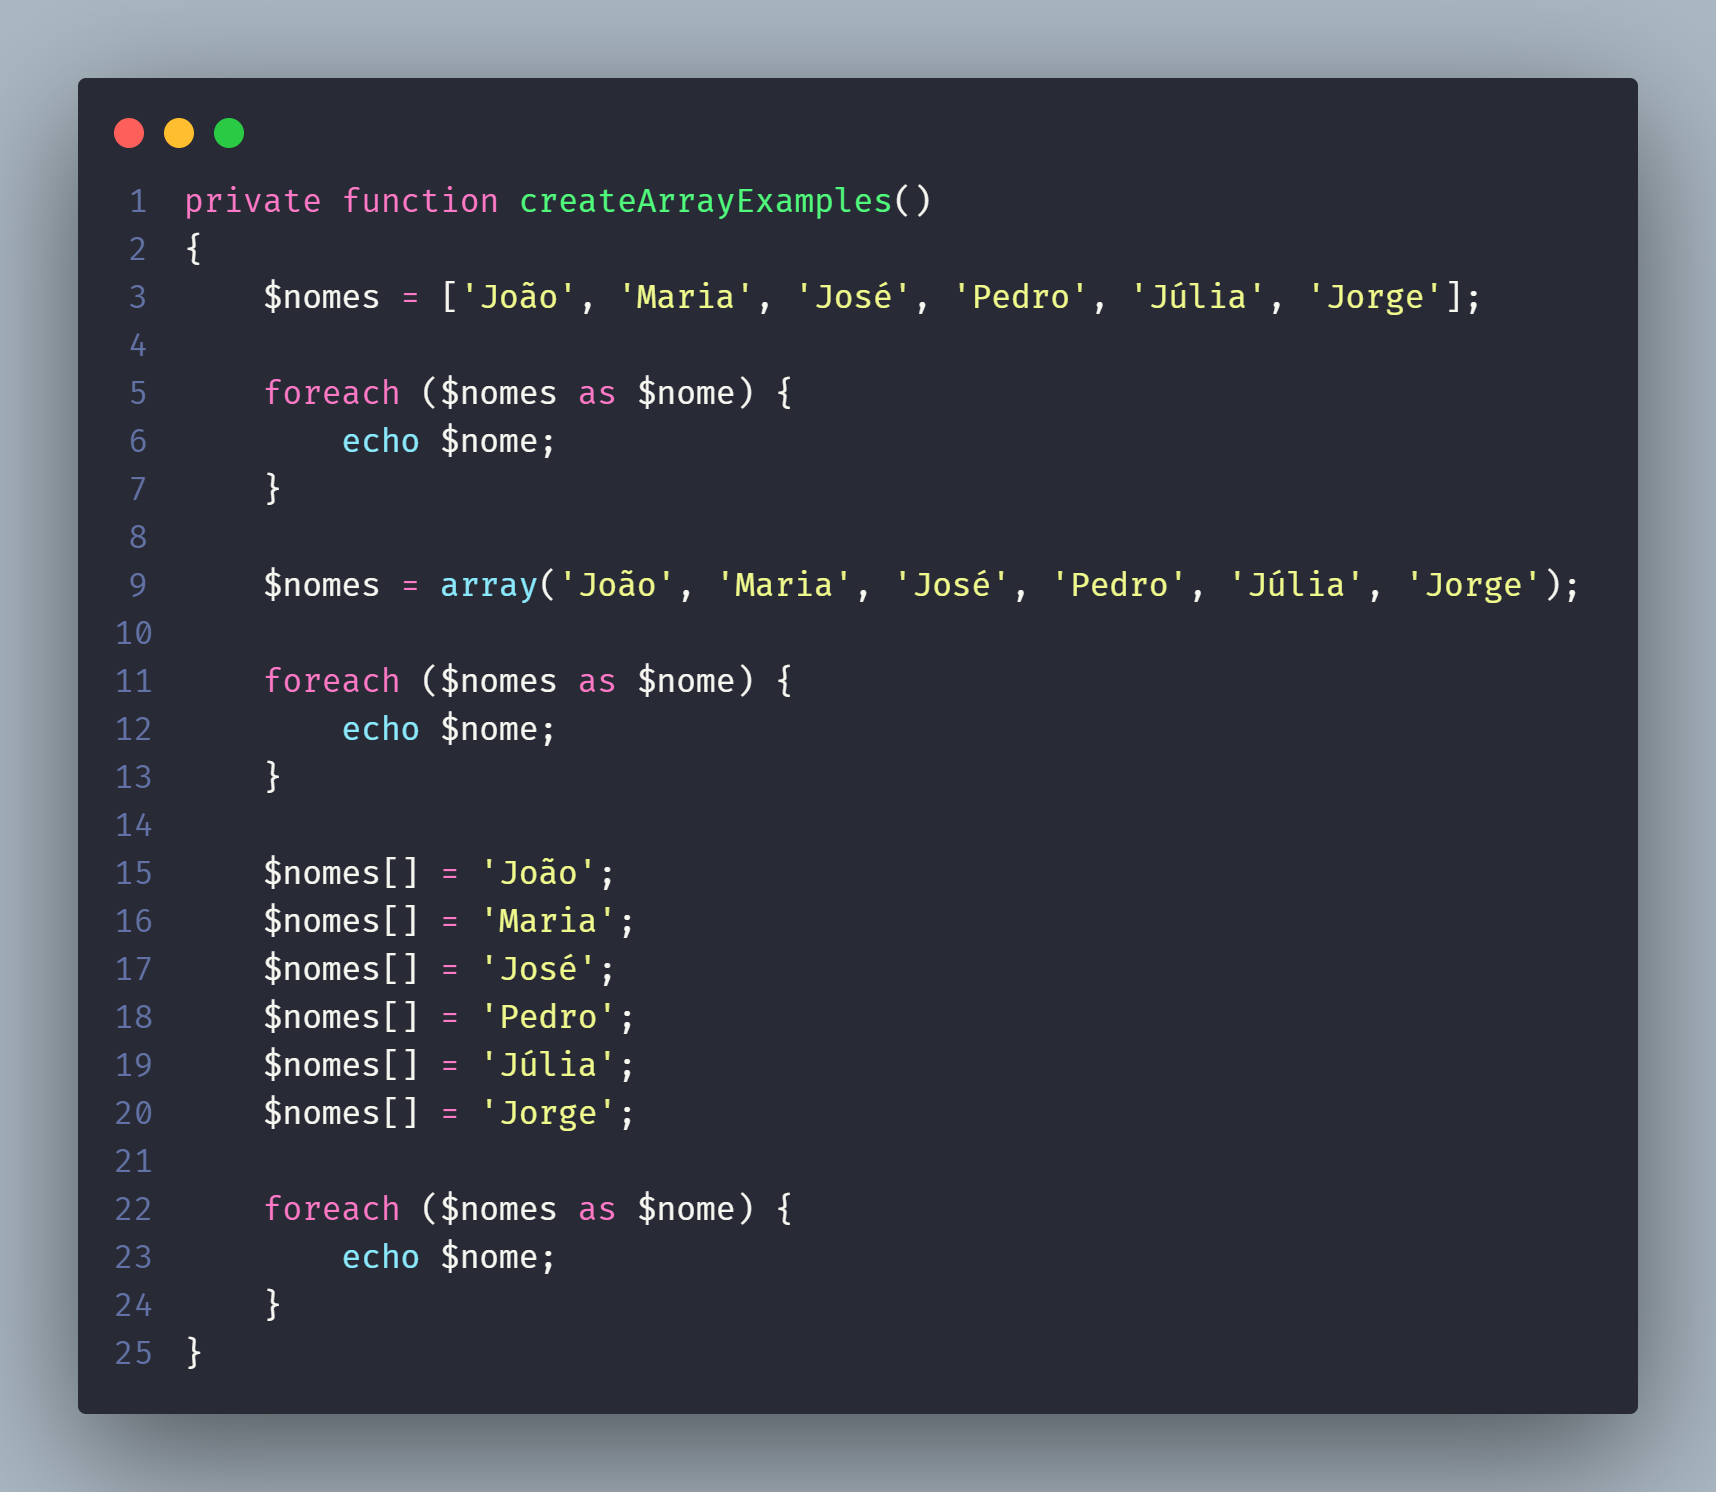 1 private function createArrayExamples()
2 {
3     $nomes = ['João', 'Maria', 'José', 'Pedro', 'Júlia', 'Jorge'];
4
5     foreach ($nomes as $nome) {
6         echo $nome;
7     }
8
9     $nomes = array('João', 'Maria', 'José', 'Pedro', 'Júlia', 'Jorge');
10
11     foreach ($nomes as $nome) {
12         echo $nome;
13     }
14
15     $nomes[] = 'João';
16     $nomes[] = 'Maria';
17     $nomes[] = 'José';
18     $nomes[] = 'Pedro';
19     $nomes[] = 'Júlia';
20     $nomes[] = 'Jorge';
21
22     foreach ($nomes as $nome) {
23         echo $nome;
24     }
25 }